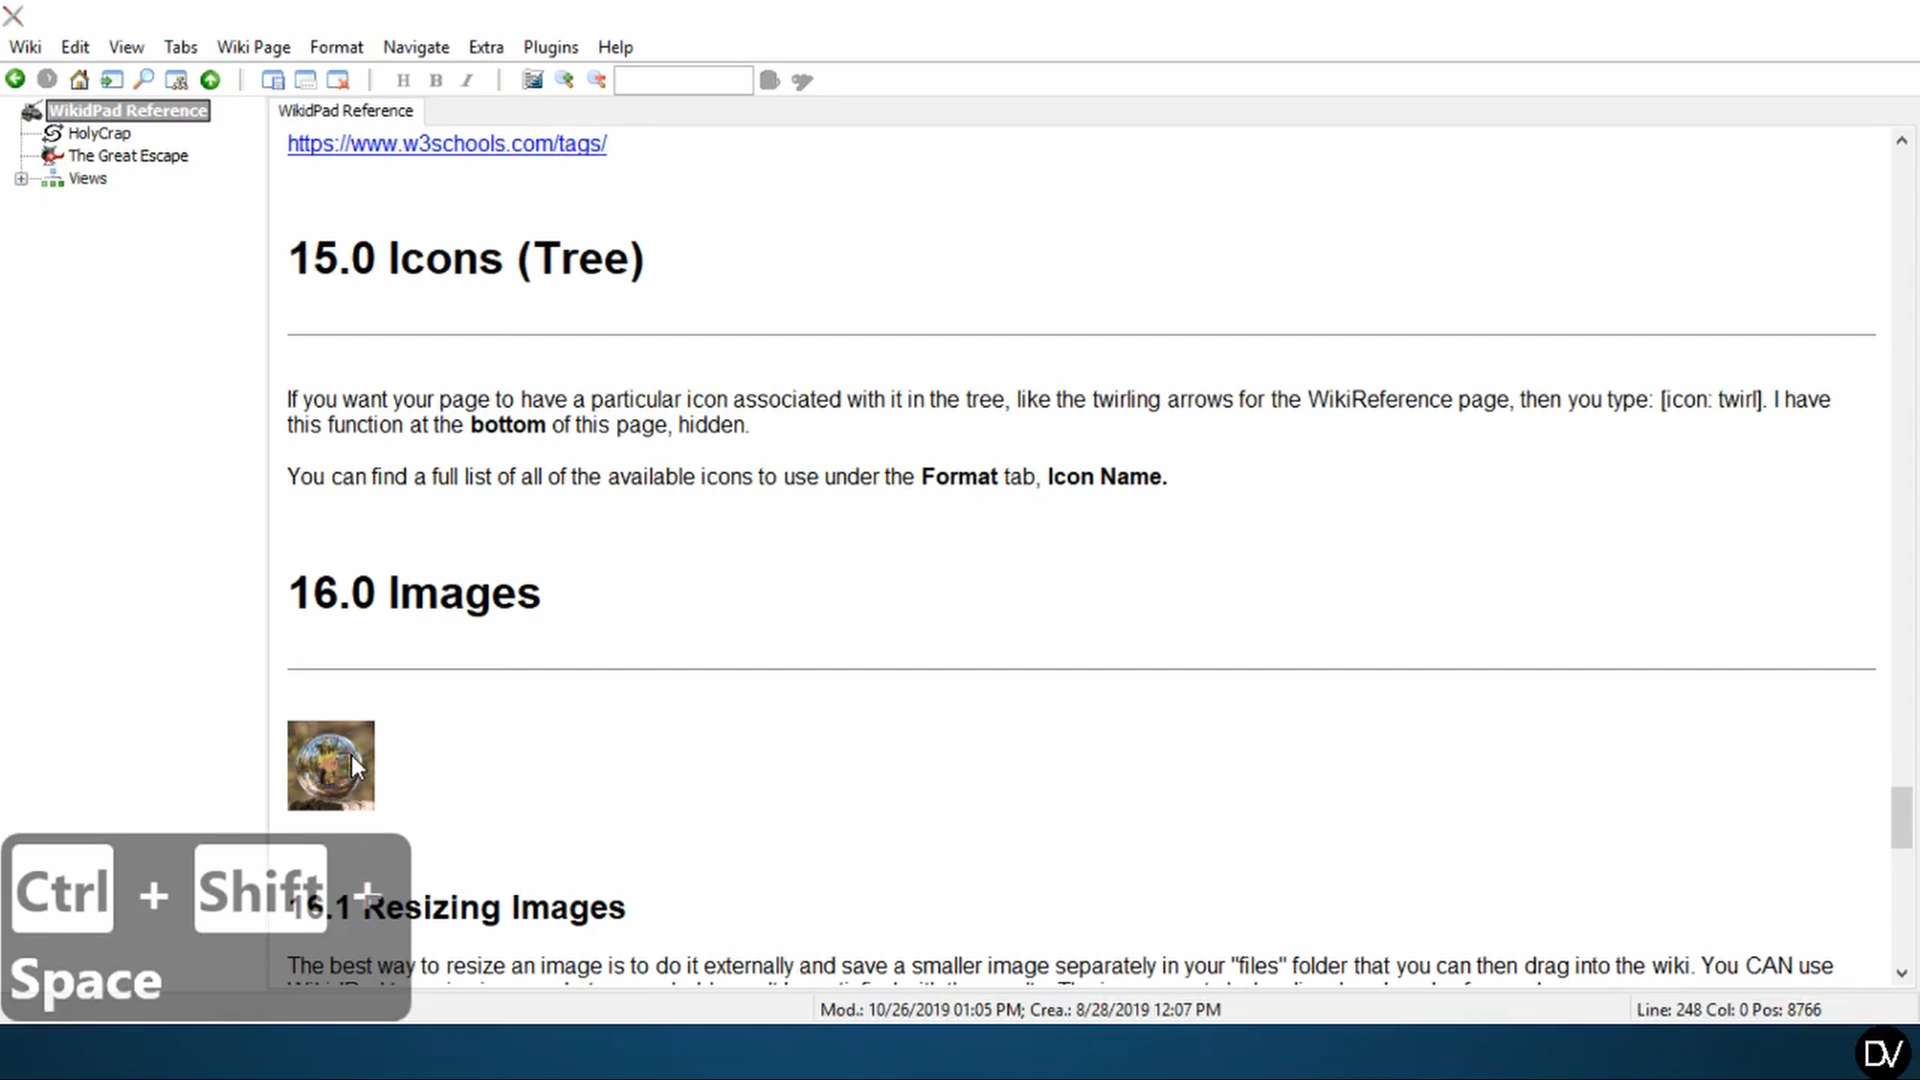 Wiki Edit View Tabs Wiki Page Format Navigate Extra Plugins Help
H B I
WikidPad Reference
HolyCrap
The Great Escape
Views
WikidPad Reference
https://www.w3schools.com/tags/
15.0 Icons (Tree)
If you want your page to have a particular icon associated with it in the tree, like the twirling arrows for the WikiReference page, then you type: [icon: twirl]. I have
this function at the bottom of this page, hidden.
You can find a full list of all of the available icons to use under the Format tab, Icon Name.
16.0 Images
16.1 Resizing Images
The best way to resize an image is to do it externally and save a smaller image separately in your "files" folder that you can then drag into the wiki. You CAN use
Ctrl + Shift +
Space
Mod.: 10/26/2019 01:05 PM; Crea.: 8/28/2019 12:07 PM
Line: 248 Col: 0 Pos: 8766
DV